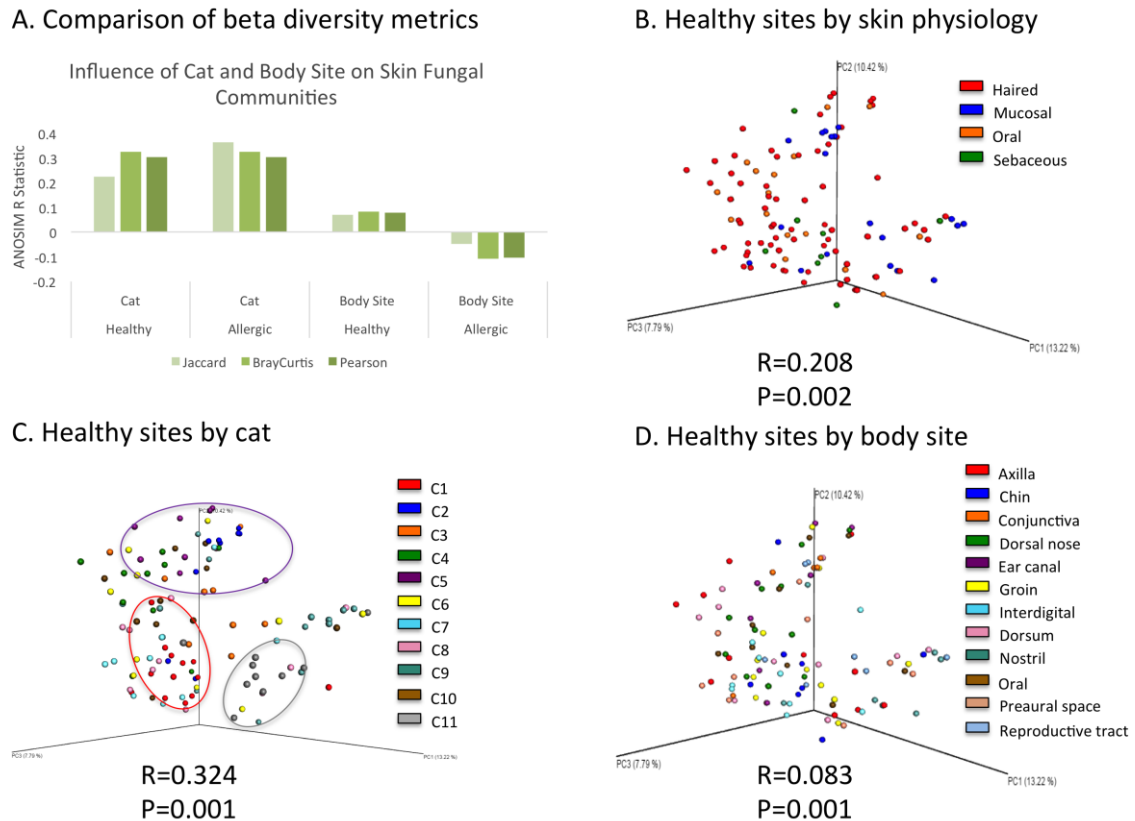 A. Comparison of beta diversity metrics
Influence of Cat and Body Site on Skin Fungal
Communities
ANOSIM R Statistic
0.4
0.3
0.2
0.1
0
-0.1
-0.2
Cat
Cat
Body Site
Body Site
Healthy
Allergic
Healthy
Allergic
Jaccard
BrayCurtis
Pearson
B. Healthy sites by skin physiology
PC2 (10.42 %)
Haired
Mucosal
Oral
Sebaceous
PC3 (7.79 %)
PC1 (13.22 %)
R=0.208
P=0.002
C. Healthy sites by cat
C1
C2
C3
C4
C5
C6
C7
C8
C9
C10
C11
PC3 (7.79 %)
PC1 (13.22 %)
R=0.324
P=0.001
D. Healthy sites by body site
PC2 (10.42 %)
Axilla
Chin
Conjunctiva
Dorsal nose
Ear canal
Groin
Interdigital
Dorsum
Nostril
Oral
Preaural space
Reproductive tract
PC3 (7.79 %)
PC1 (13.22 %)
R=0.083
P=0.001